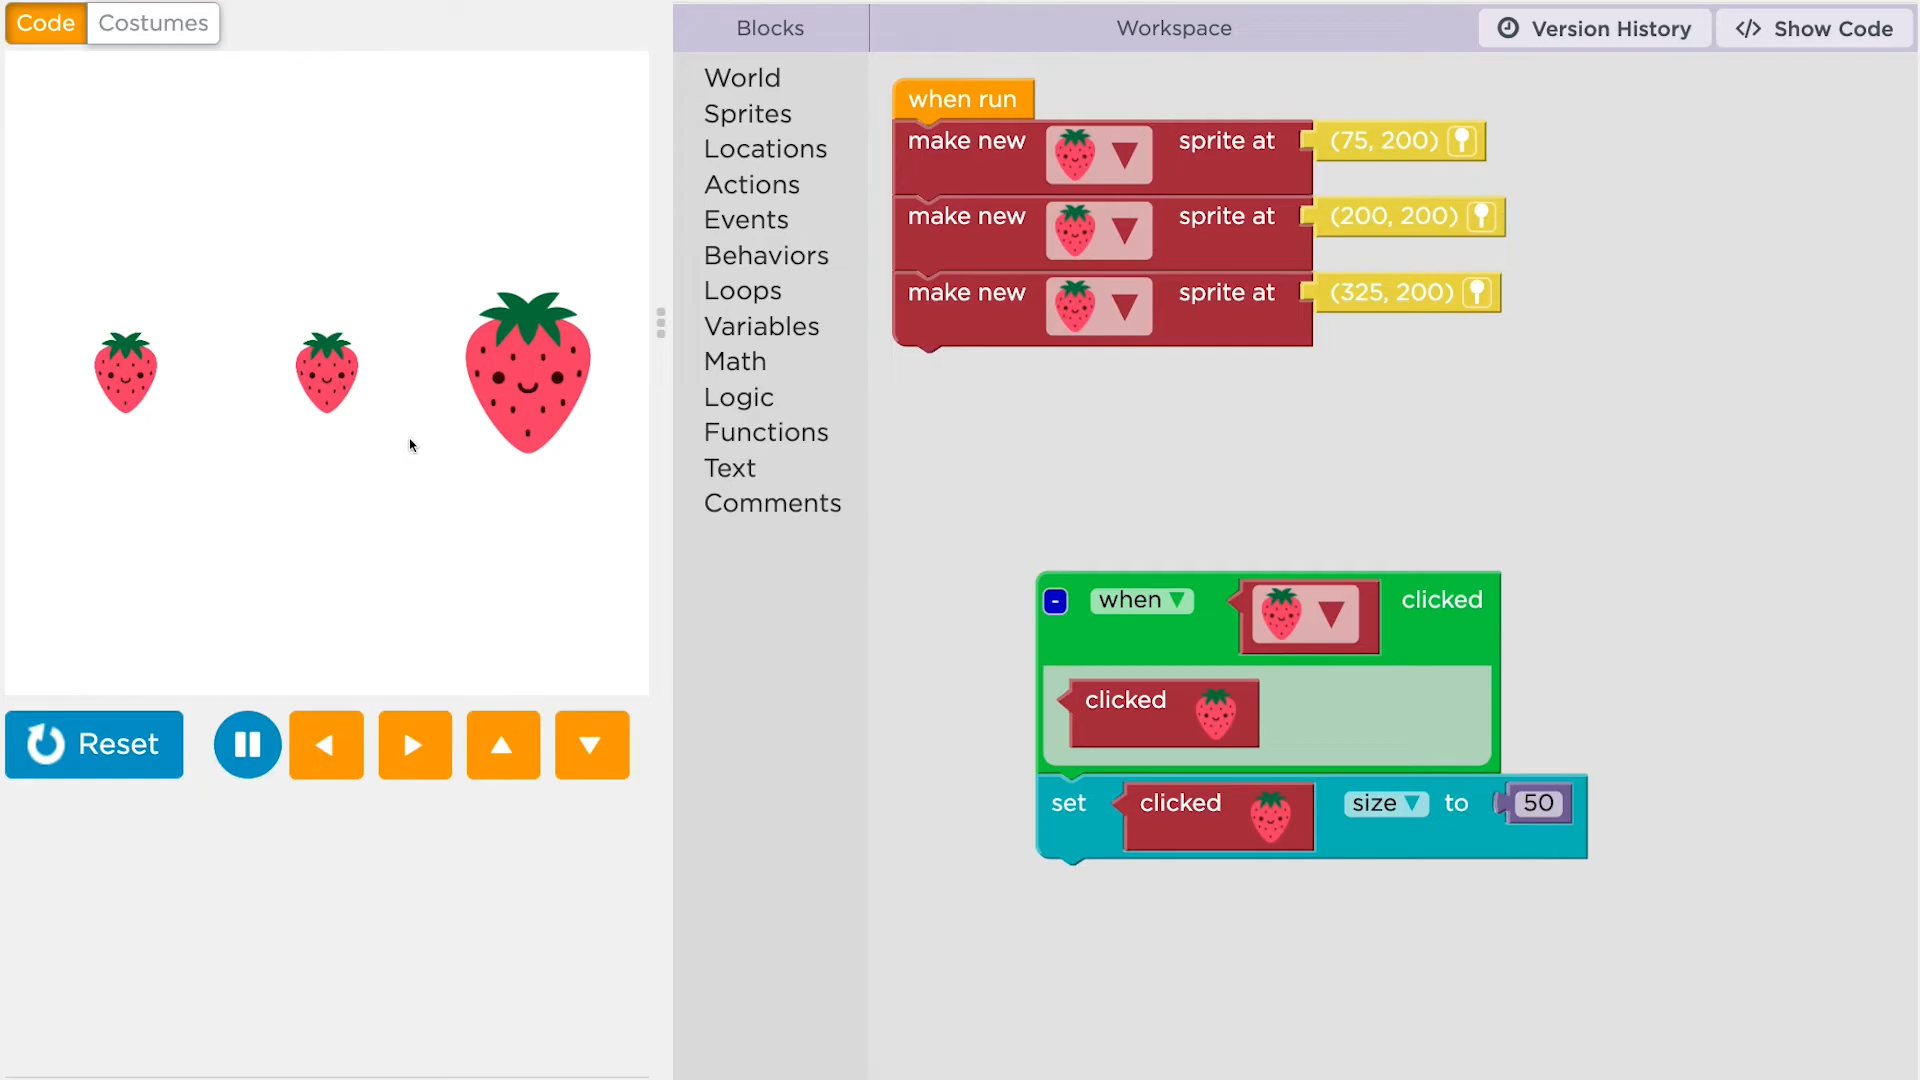 Code Costumes
Blocks
Workspace
Version History
</> Show Code
World
Sprites
Locations
Actions
Events
Behaviors
Loops
Variables
Math
Logic
Functions
Text
Comments
when run
make new sprite at (75, 200)
make new sprite at (200, 200)
make new sprite at (325, 200)
- when clicked
clicked
set clicked size to 50
Reset